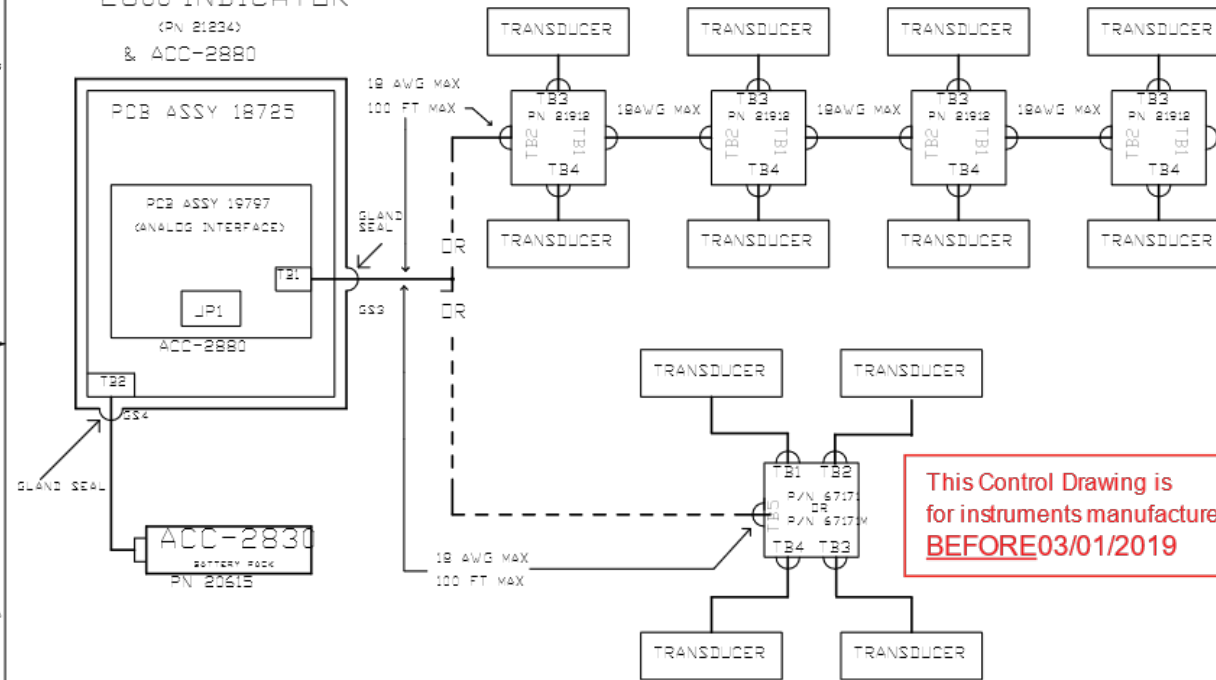 INDICATOR
(PN 21234)
& ACC-2880
PCB ASSY 18725
PCB ASSY 19797
(ANALOG INTERFACE)
TB1
JP1
ACC-2880
TB2
GS4
GLAND SEAL
ACC-2830
BATTERY PACK
PN 20615
GLAND
SEAL
GS3
18 AWG MAX
100 FT MAX
OR
OR
TRANSDUCER
TRANSDUCER
TRANSDUCER
TRANSDUCER
TB3
PN 21912
TB2
TB1
TB4
18AWG MAX
TB3
PN 21912
TB2
TB1
TB4
18AWG MAX
TB3
PN 21912
TB2
TB1
TB4
18AWG MAX
TB3
PN 21912
TB2
TB1
TB4
TRANSDUCER
TRANSDUCER
TRANSDUCER
TRANSDUCER
TRANSDUCER
TRANSDUCER
TB1 TB2
P/N 67171
OR
P/N 67171M
TB5
TB4 TB3
18 AWG MAX
100 FT MAX
TRANSDUCER
TRANSDUCER
This Control Drawing is
for instruments manufacture
BEFORE03/01/2019